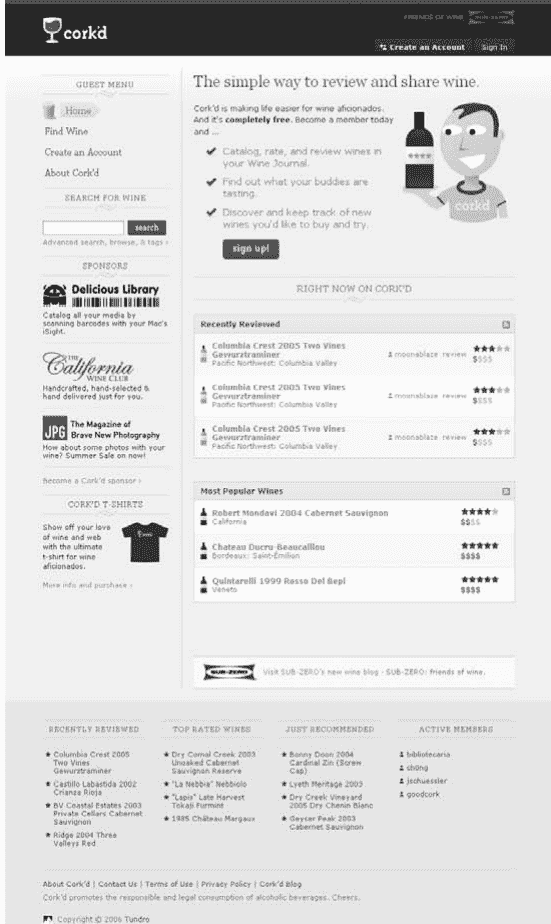 cork'd
FRIENDS OF WINE SUB-ZERO
Create an Account Sign In
GUEST MENU
Home
Find Wine
Create an Account
About Cork'd
SEARCH FOR WINE
search
Advanced search, browse, & tags ›
SPONSORS
Delicious Library
Catalog all your media by
scanning barcodes with your Mac's
iSight.
THE
California
WINE CLUB
Handcrafted, hand-selected &
hand delivered just for you.
JPG The Magazine of
Brave New Photography
How about some photos with your
wine? Summer Sale on now!
Become a Cork'd sponsor ›
CORK'D T-SHIRTS
Show off your love
of wine and web
with the ultimate
t-shirt for wine
aficionados.
More info and purchase ›
The simple way to review and share wine.
Cork'd is making life easier for wine aficionados.
And it's completely free. Become a member today
and ...
Catalog, rate, and review wines in
your Wine Journal.
Find out what your buddies are
tasting.
Discover and keep track of new
wines you'd like to buy and try.
sign up!
corkd
RIGHT NOW ON CORK'D
Recently Reviewed
Columbia Crest 2005 Two Vines
Gewurztraminer
Pacific Northwest: Columbia Valley
moonablaze review
$$$$
Columbia Crest 2005 Two Vines
Gewurztraminer
Pacific Northwest: Columbia Valley
moonablaze review
$$$$
Columbia Crest 2005 Two Vines
Gewurztraminer
Pacific Northwest: Columbia Valley
moonablaze review
$$$$
Most Popular Wines
Robert Mondavi 2004 Cabernet Sauvignon
California
$$$$
Chateau Ducru-Beaucaillou
Bordeaux: Saint-Émilion
$$$$
Quintarelli 1999 Rosso Del Bepi
Veneto
$$$$
SUB-ZERO Visit SUB-ZERO's new wine blog - SUB-ZERO: friends of wine.
RECENTLY REVIEWED
Columbia Crest 2005
Two Vines
Gewurztraminer
Castillo Labastida 2002
Crianza Rioja
BV Coastal Estates 2003
Private Cellars Cabernet
Sauvignon
Ridge 2004 Three
Valleys Red
TOP RATED WINES
Dry Comal Creek 2003
Unoaked Cabernet
Sauvignon Reserve
"La Nebbia" Nebbiolo
"Lapis" Late Harvest
Tokaji Furmint
1985 Château Margaux
JUST RECOMMENDED
Bonny Doon 2004
Cardinal Zin (Screw
Cap)
Lyeth Meritage 2003
Dry Creek Vineyard
2005 Dry Chenin Blanc
Geyser Peak 2003
Cabernet Sauvignon
ACTIVE MEMBERS
bibliotecaria
ch0ng
jschuessler
goodcork
About Cork'd | Contact Us | Terms of Use | Privacy Policy | Cork'd Blog
Cork'd promotes the responsible and legal consumption of alcoholic beverages. Cheers.
Copyright © 2006 Tundro